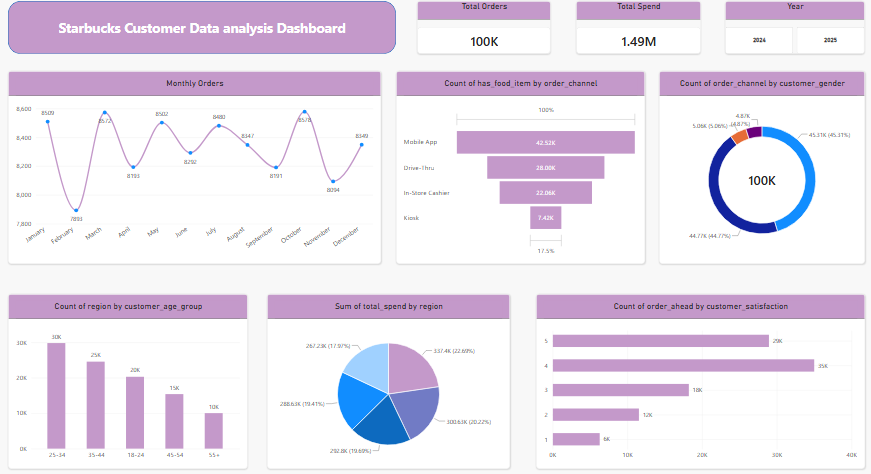 Starbucks Customer Data analysis Dashboard
Total Orders
100K
Total Spend
1.49M
Year
2024
2025
Monthly Orders
8,600
8,400
8,200
8,000
7,800
8509
7893
8572
8193
8502
8292
8480
8347
8191
8578
8094
8349
January
February
March
April
May
June
July
August
September
October
November
December
Count of has_food_item by order_channel
100%
Mobile App
42.52K
Drive-Thru
28.00K
In-Store Cashier
22.06K
Kiosk
7.42K
17.5%
Count of order_channel by customer_gender
4.87K
(4.87%)
5.06K (5.06%)
45.31K (45.31%)
100K
44.77K (44.77%)
Count of region by customer_age_group
30K
20K
10K
0K
30K
25K
20K
15K
10K
25-34
35-44
18-24
45-54
55+
Sum of total_spend by region
267.23K (17.97%)
337.4K (22.69%)
288.63K (19.41%)
300.63K (20.22%)
292.8K (19.69%)
Count of order_ahead by customer_satisfaction
5
29K
4
35K
3
18K
2
12K
1
6K
0K
10K
20K
30K
40K